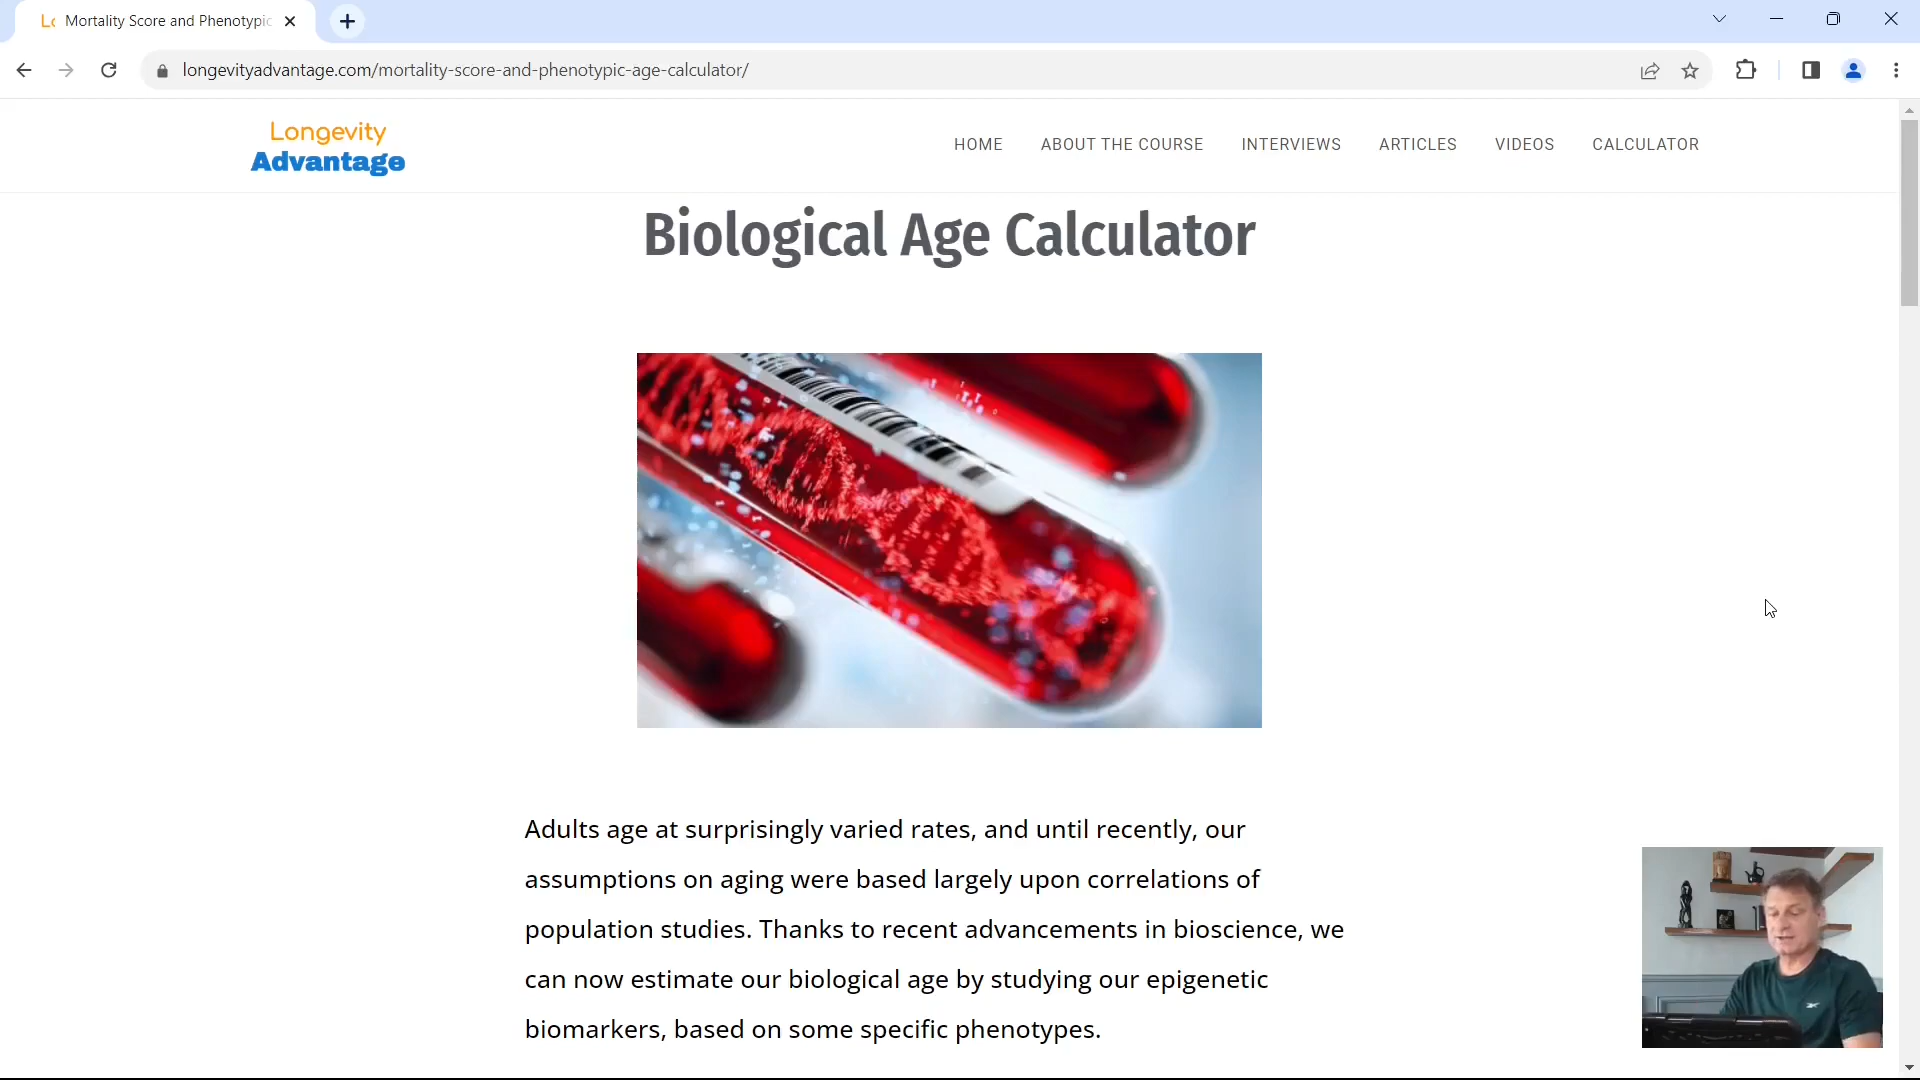 Mortality Score and Phenotypic
longevityadvantage.com/mortality-score-and-phenotypic-age-calculator/
Longevity
Advantage
HOME ABOUT THE COURSE INTERVIEWS ARTICLES VIDEOS CALCULATOR
Biological Age Calculator
Adults age at surprisingly varied rates, and until recently, our
assumptions on aging were based largely upon correlations of
population studies. Thanks to recent advancements in bioscience, we
can now estimate our biological age by studying our epigenetic
biomarkers, based on some specific phenotypes.